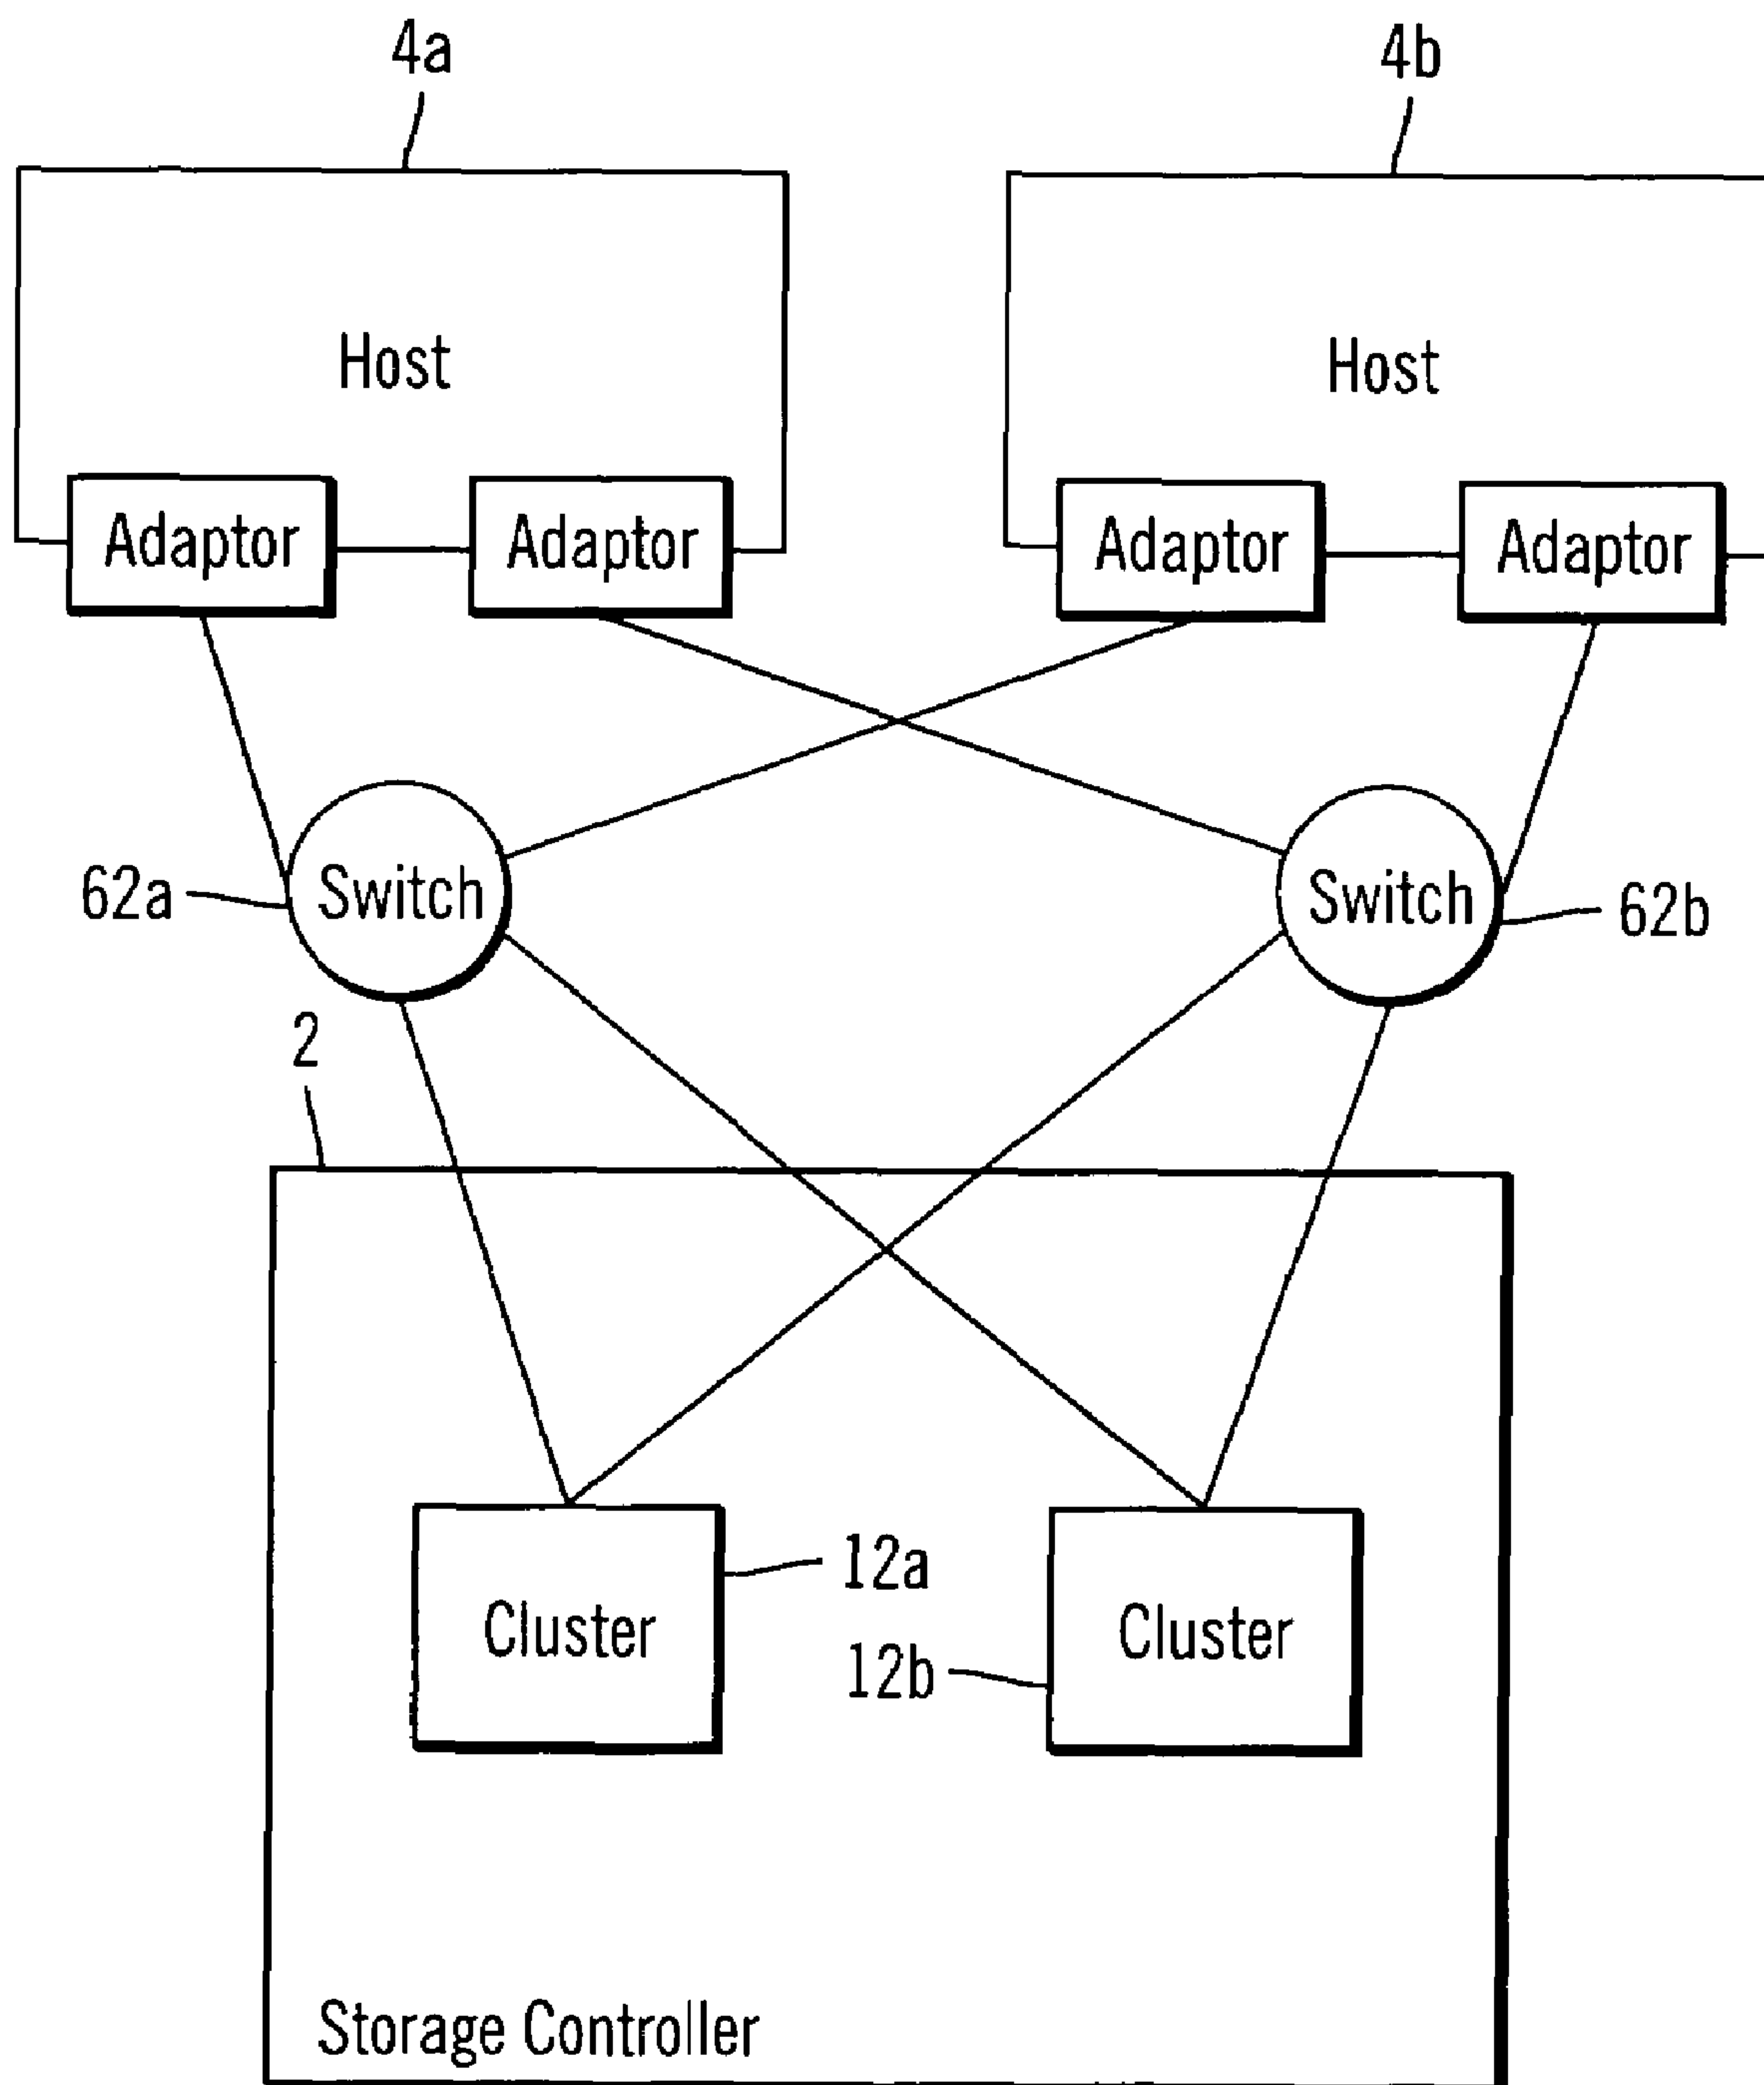 4a
4b
Host
Host
Adaptor
Adaptor
Adaptor
Adaptor
62a
Switch
Switch
62b
2
12a
Cluster
12b
Cluster
Storage Controller